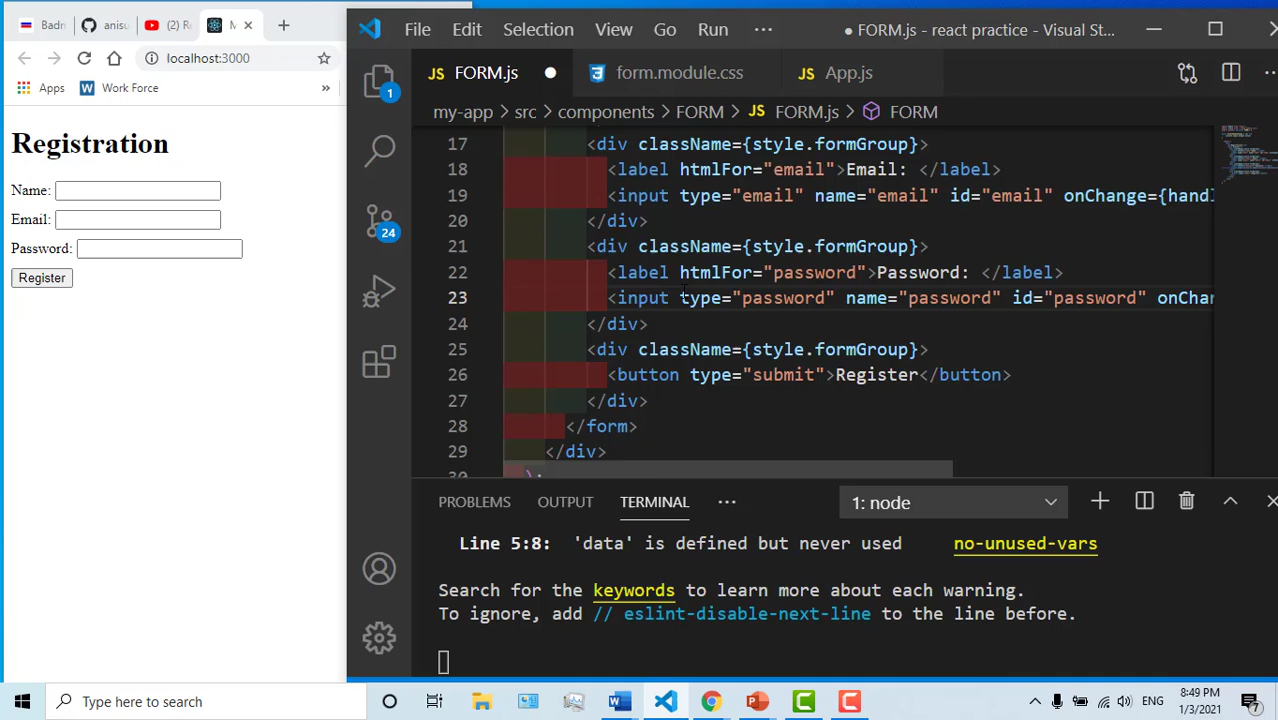 Badr
anisu
(2) Re
M
localhost:3000
Apps
Work Force
»
Registration
Name:
Email:
Password:
Register
File Edit Selection View Go Run ··· ● FORM.js - react practice - Visual St...
JS FORM.js ● form.module.css JS App.js
my-app > src > components > FORM > JS FORM.js > FORM
17 <div className={style.formGroup}>
18 <label htmlFor="email">Email: </label>
19 <input type="email" name="email" id="email" onChange={handl
20 </div>
21 <div className={style.formGroup}>
22 <label htmlFor="password">Password: </label>
23 <input type="password" name="password" id="password" onChan
24 </div>
25 <div className={style.formGroup}>
26 <button type="submit">Register</button>
27 </div>
28 </form>
29 </div>
30 );
1
24
PROBLEMS OUTPUT TERMINAL ··· 1: node
Line 5:8: 'data' is defined but never used no-unused-vars
Search for the keywords to learn more about each warning.
To ignore, add // eslint-disable-next-line to the line before.
Type here to search
ENG
8:49 PM
1/3/2021
7